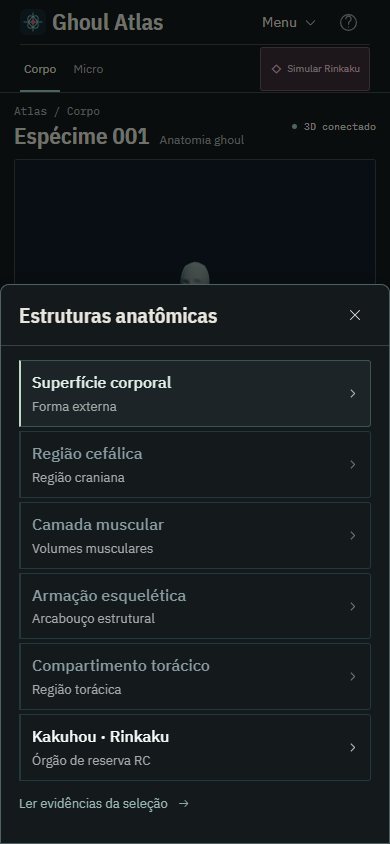 Ghoul Atlas
Menu
Corpo
Micro
Simular Rinkaku
Atlas / Corpo
Espécime 001
Anatomia ghoul
3D conectado
Estruturas anatômicas
Superfície corporal
Forma externa
Região cefálica
Região craniana
Camada muscular
Volumes musculares
Armação esquelética
Arcabouço estrutural
Compartimento torácico
Região torácica
Kakuhou · Rinkaku
Órgão de reserva RC
Ler evidências da seleção →